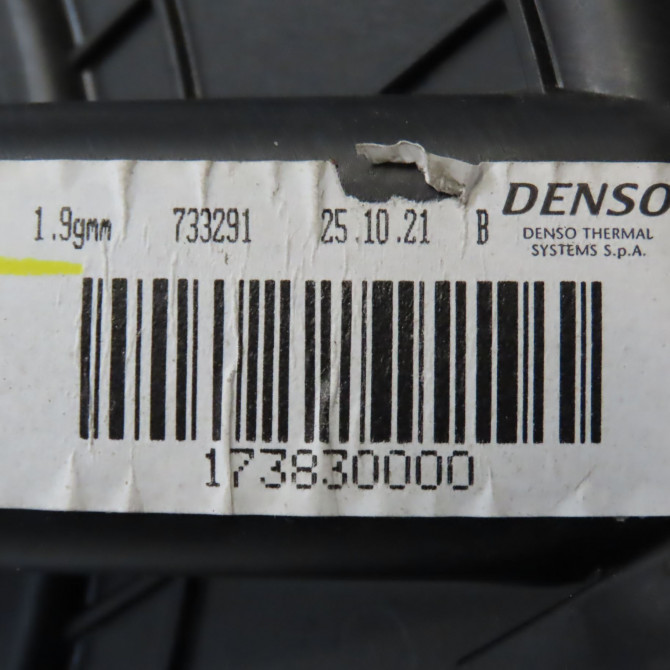 1.9gmm 733291 25.10.21 B DENSO
DENSO THERMAL
SYSTEMS S.p.A.
173830000